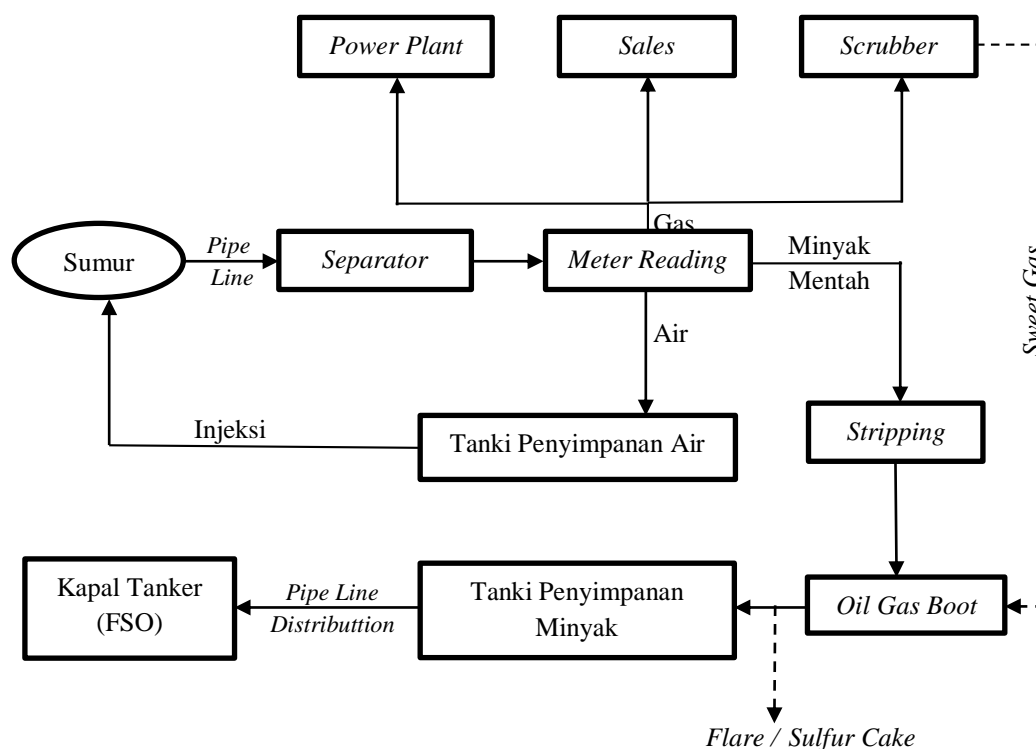 Power Plant
Sales
Scrubber
Gas
Sumur
Pipe
Line
Separator
Meter Reading
Minyak
Mentah
Sweet Gas
Air
Injeksi
Tanki Penyimpanan Air
Stripping
Kapal Tanker
(FSO)
Pipe Line
Distributtion
Tanki Penyimpanan
Minyak
Oil Gas Boot
Flare / Sulfur Cake